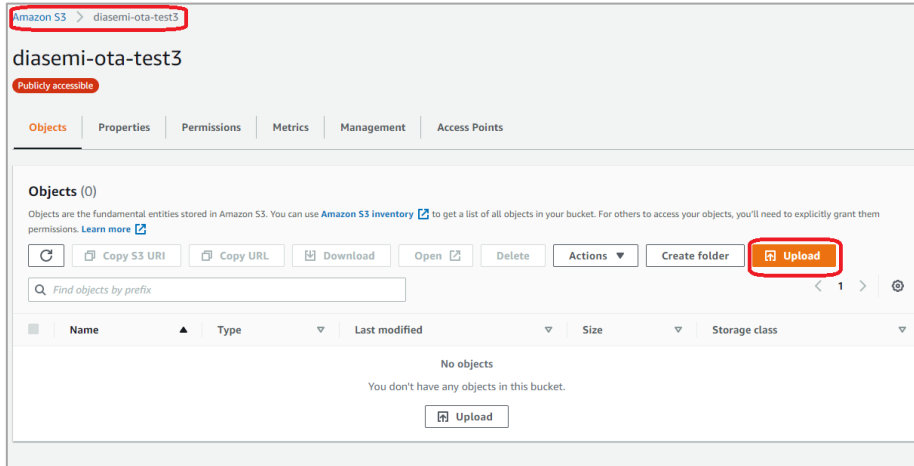 Amazon S3 > diasemi-ota-test3
diasemi-ota-test3
Publicly accessible
Objects Properties Permissions Metrics Management Access Points
Objects (0)
Objects are the fundamental entities stored in Amazon S3. You can use Amazon S3 inventory to get a list of all objects in your bucket. For others to access your objects, you'll need to explicitly grant them
permissions. Learn more
Copy S3 URI Copy URL Download Open Delete Actions Create folder Upload
Find objects by prefix
< 1 >
Name Type Last modified Size Storage class
No objects
You don't have any objects in this bucket.
Upload